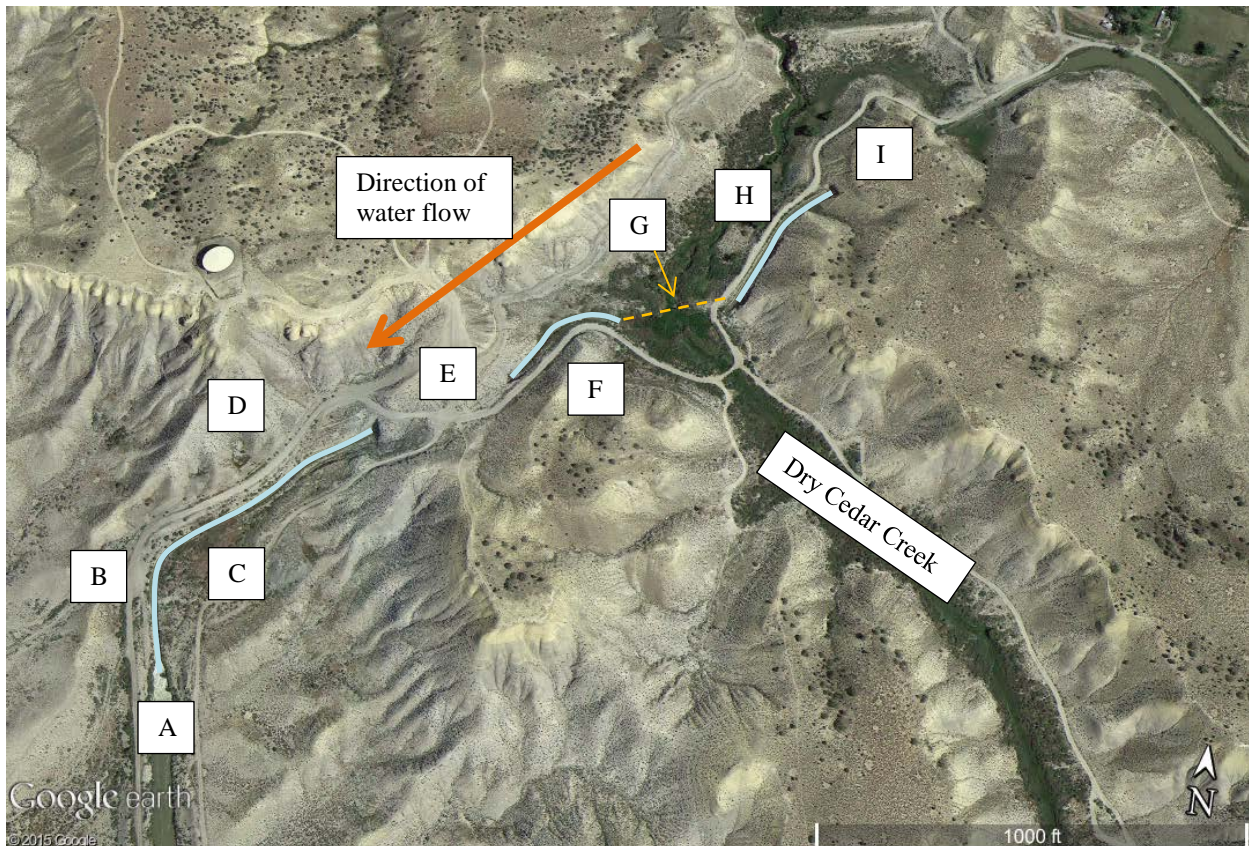 I
H
Direction of
water flow
G
E
F
D
B
C
Dry Cedar Creek
A
N
Google earth
© 2015 Google
1000 ft